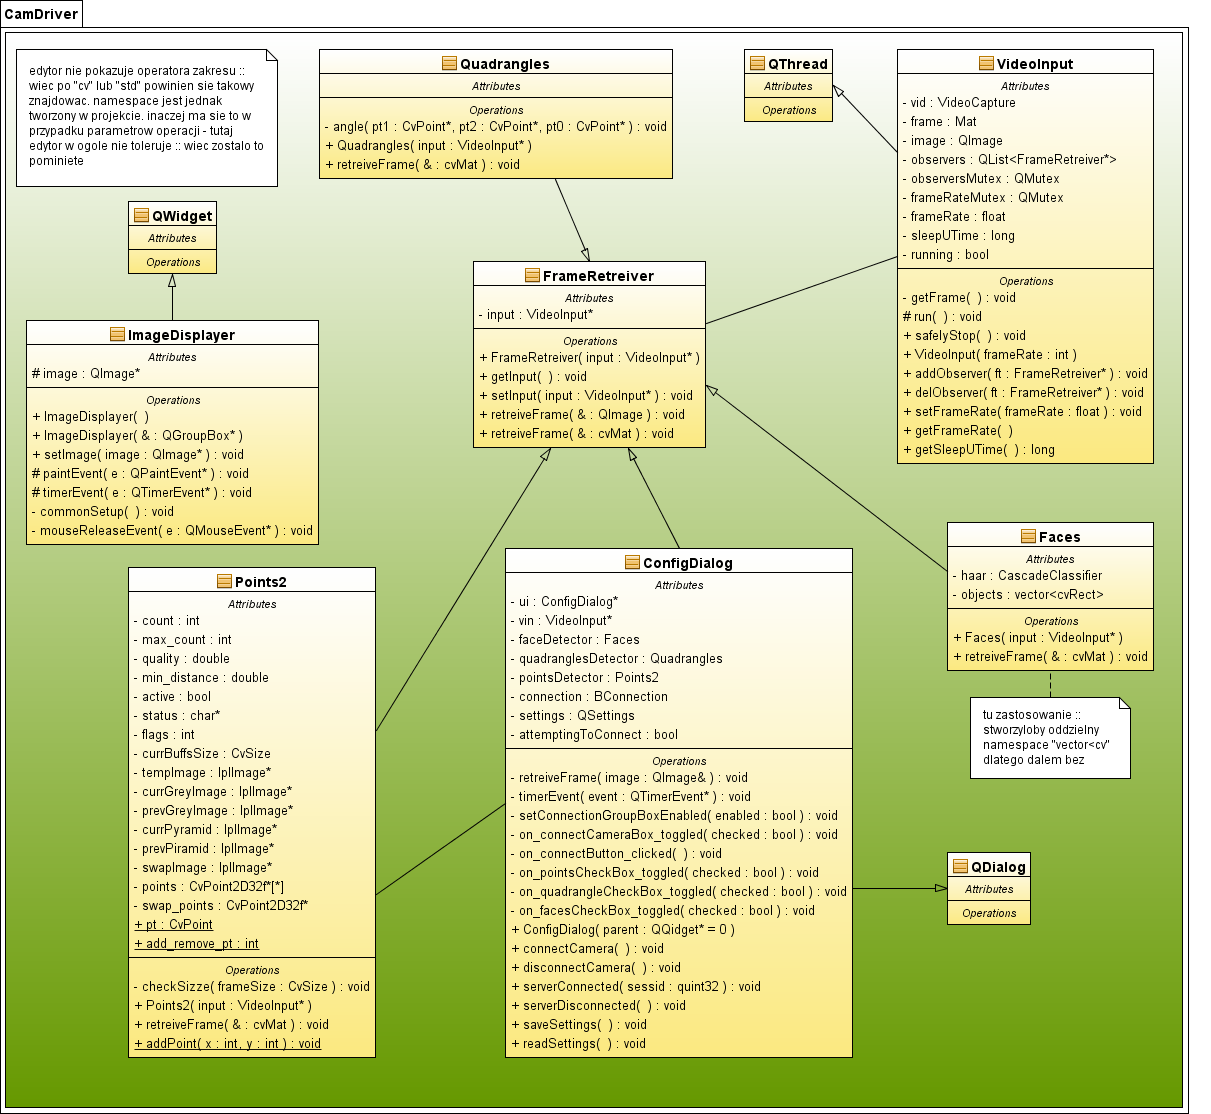 CamDriver
edytor nie pokazuje operatora zakresu ::
wiec po "cv" lub "std" powinien sie takowy
znajdowac. namespace jest jednak
tworzony w projekcie. inaczej ma sie to w
przypadku parametrow operacji - tutaj
edytor w ogole nie toleruje :: wiec zostalo to
pominiete
Quadrangles
Attributes
Operations
- angle( pt1 : CvPoint*, pt2 : CvPoint*, pt0 : CvPoint* ) : void
+ Quadrangles( input : VideoInput* )
+ retreiveFrame( & : cvMat ) : void
QThread
Attributes
Operations
VideoInput
Attributes
- vid : VideoCapture
- frame : Mat
- image : QImage
- observers : QList<FrameRetreiver*>
- observersMutex : QMutex
- frameRateMutex : QMutex
- frameRate : float
- sleepUTime : long
- running : bool
Operations
- getFrame(  ) : void
# run(  ) : void
+ safelyStop(  ) : void
+ VideoInput( frameRate : int )
+ addObserver( ft : FrameRetreiver* ) : void
+ delObserver( ft : FrameRetreiver* ) : void
+ setFrameRate( frameRate : float ) : void
+ getFrameRate(  )
+ getSleepUTime(  ) : long
QWidget
Attributes
Operations
FrameRetreiver
Attributes
- input : VideoInput*
Operations
+ FrameRetreiver( input : VideoInput* )
+ getInput(  ) : void
+ setInput( input : VideoInput* ) : void
+ retreiveFrame( & : QImage ) : void
+ retreiveFrame( & : cvMat ) : void
ImageDisplayer
Attributes
# image : QImage*
Operations
+ ImageDisplayer(  )
+ ImageDisplayer( & : QGroupBox* )
+ setImage( image : QImage* ) : void
# paintEvent( e : QPaintEvent* ) : void
# timerEvent( e : QTimerEvent* ) : void
- commonSetup(  ) : void
- mouseReleaseEvent( e : QMouseEvent* ) : void
Faces
Attributes
- haar : CascadeClassifier
- objects : vector<cvRect>
Operations
+ Faces( input : VideoInput* )
+ retreiveFrame( & : cvMat ) : void
tu zastosowanie ::
stworzyloby oddzielny
namespace "vector<cv"
dlatego dalem bez
Points2
Attributes
- count : int
- max_count : int
- quality : double
- min_distance : double
- active : bool
- status : char*
- flags : int
- currBuffsSize : CvSize
- tempImage : IplImage*
- currGreyImage : IplImage*
- prevGreyImage : IplImage*
- currPyramid : IplImage*
- prevPiramid : IplImage*
- swapImage : IplImage*
- points : CvPoint2D32f*[*]
- swap_points : CvPoint2D32f*
+ pt : CvPoint
+ add_remove_pt : int
Operations
- checkSizze( frameSize : CvSize ) : void
+ Points2( input : VideoInput* )
+ retreiveFrame( & : cvMat ) : void
+ addPoint( x : int, y : int ) : void
ConfigDialog
Attributes
- ui : ConfigDialog*
- vin : VideoInput*
- faceDetector : Faces
- quadranglesDetector : Quadrangles
- pointsDetector : Points2
- connection : BConnection
- settings : QSettings
- attemptingToConnect : bool
Operations
- retreiveFrame( image : QImage& ) : void
- timerEvent( event : QTimerEvent* ) : void
- setConnectionGroupBoxEnabled( enabled : bool ) : void
- on_connectCameraBox_toggled( checked : bool ) : void
- on_connectButton_clicked(  ) : void
- on_pointsCheckBox_toggled( checked : bool ) : void
- on_quadrangleCheckBox_toggled( checked : bool ) : void
- on_facesCheckBox_toggled( checked : bool ) : void
+ ConfigDialog( parent : QQidget* = 0 )
+ connectCamera(  ) : void
+ disconnectCamera(  ) : void
+ serverConnected( sessid : quint32 ) : void
+ serverDisconnected(  ) : void
+ saveSettings(  ) : void
+ readSettings(  ) : void
QDialog
Attributes
Operations